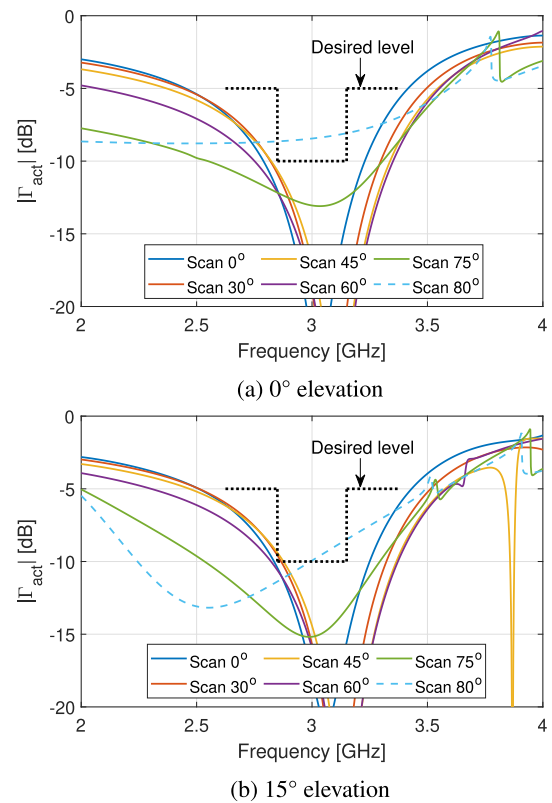 0
-5
-10
-15
-20
|Γact| [dB]
Desired level
Scan 0° Scan 45° Scan 75°
Scan 30° Scan 60° Scan 80°
2 2.5 3 3.5 4
Frequency [GHz]
(a) 0° elevation
0
-5
-10
-15
-20
|Γact| [dB]
Desired level
Scan 0° Scan 45° Scan 75°
Scan 30° Scan 60° Scan 80°
2 2.5 3 3.5 4
Frequency [GHz]
(b) 15° elevation